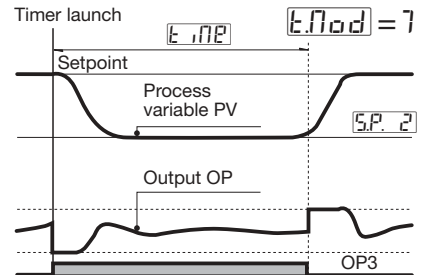 Timer launch
t.iME
t.Mod = 7
Setpoint
Process
variable PV
S.P. 2
Output OP
OP3